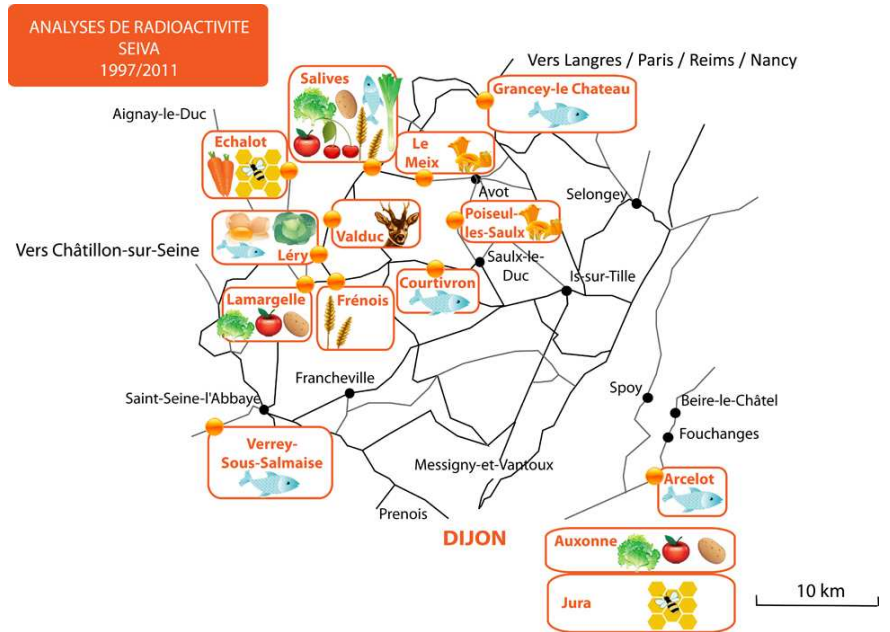 ANALYSES DE RADIOACTIVITE
SEIVA
1997/2011
Vers Langres / Paris / Reims / Nancy
Salives
Grancey-le Chateau
Aignay-le-Duc
Echalot
Le
Meix
Avot
Selongey
Poiseul-
les-Saulx
Valduc
Vers Châtillon-sur-Seine
Léry
Saulx-le-
Duc
Is-sur-Tille
Courtivron
Lamargelle
Frénois
Francheville
Saint-Seine-l'Abbaye
Spoy
Beire-le-Châtel
Fouchanges
Verrey-
Sous-Salmaise
Messigny-et-Vantoux
Arcelot
Prenois
DIJON
Auxonne
Jura
10 km